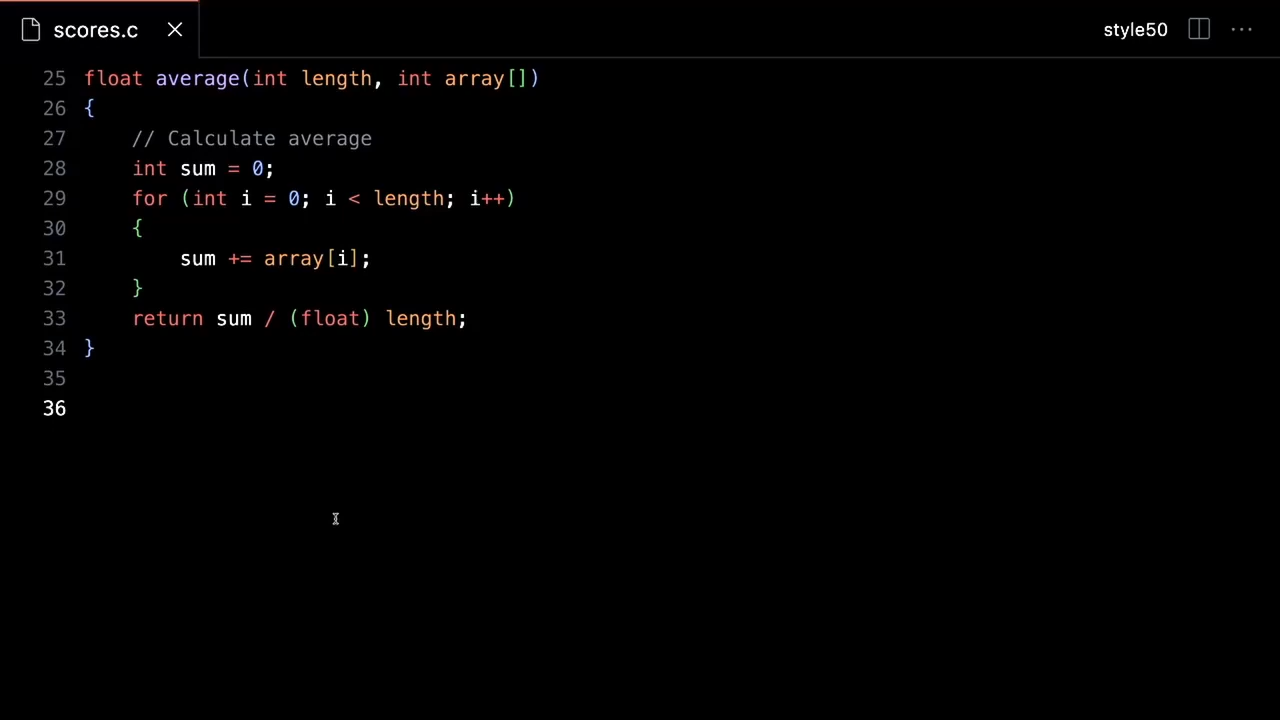 scores.c
style50
25 float average(int length, int array[])
26 {
27     // Calculate average
28     int sum = 0;
29     for (int i = 0; i < length; i++)
30     {
31         sum += array[i];
32     }
33     return sum / (float) length;
34 }
35
36